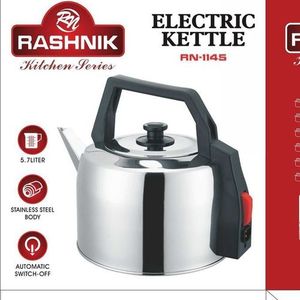 RN
RASHNIK
Kitchen Series
ELECTRIC
KETTLE
RN-1145
5.7LITER
STAINLESS STEEL
BODY
AUTOMATIC
SWITCH-OFF